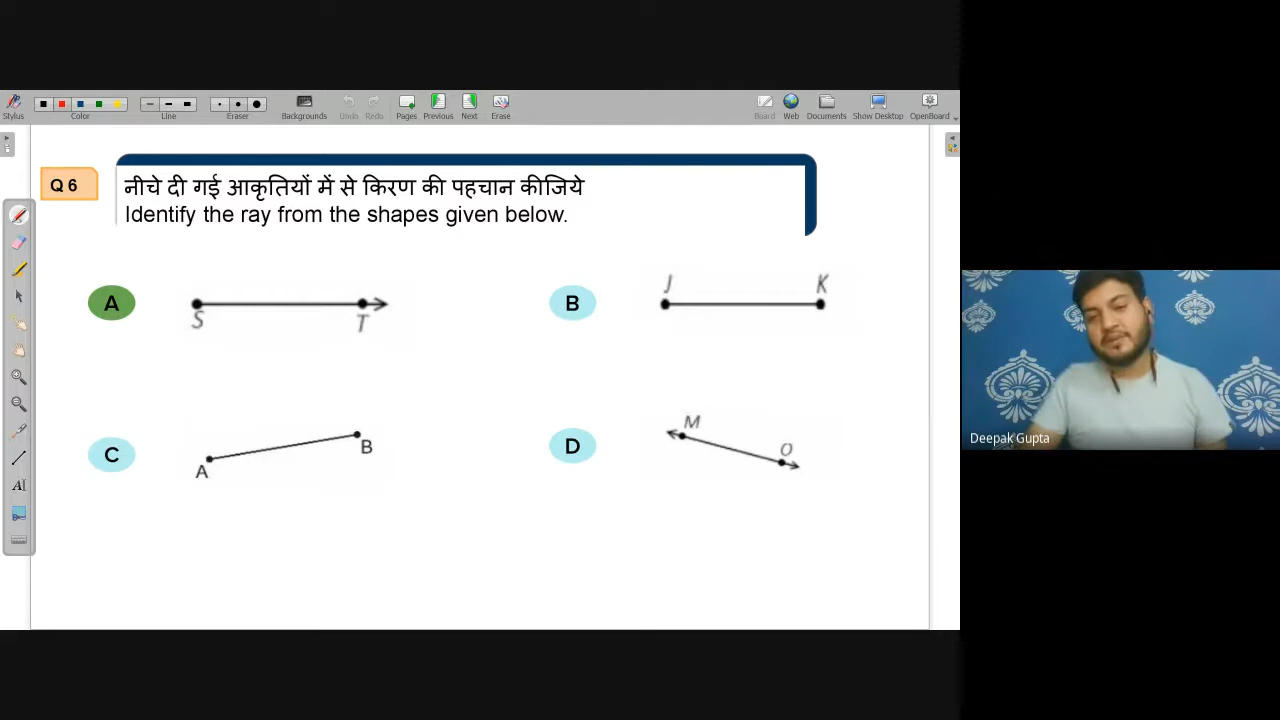 Stylus
Color
Line
Eraser
Backgrounds
Undo
Redo
Pages
Previous
Next
Erase
Board
Web
Documents
Show Desktop
OpenBoard
Q 6
नीचे दी गई आकृतियों में से किरण की पहचान कीजिये
Identify the ray from the shapes given below.
A
S
T
B
J
K
C
A
B
D
M
O
AI
Deepak Gupta